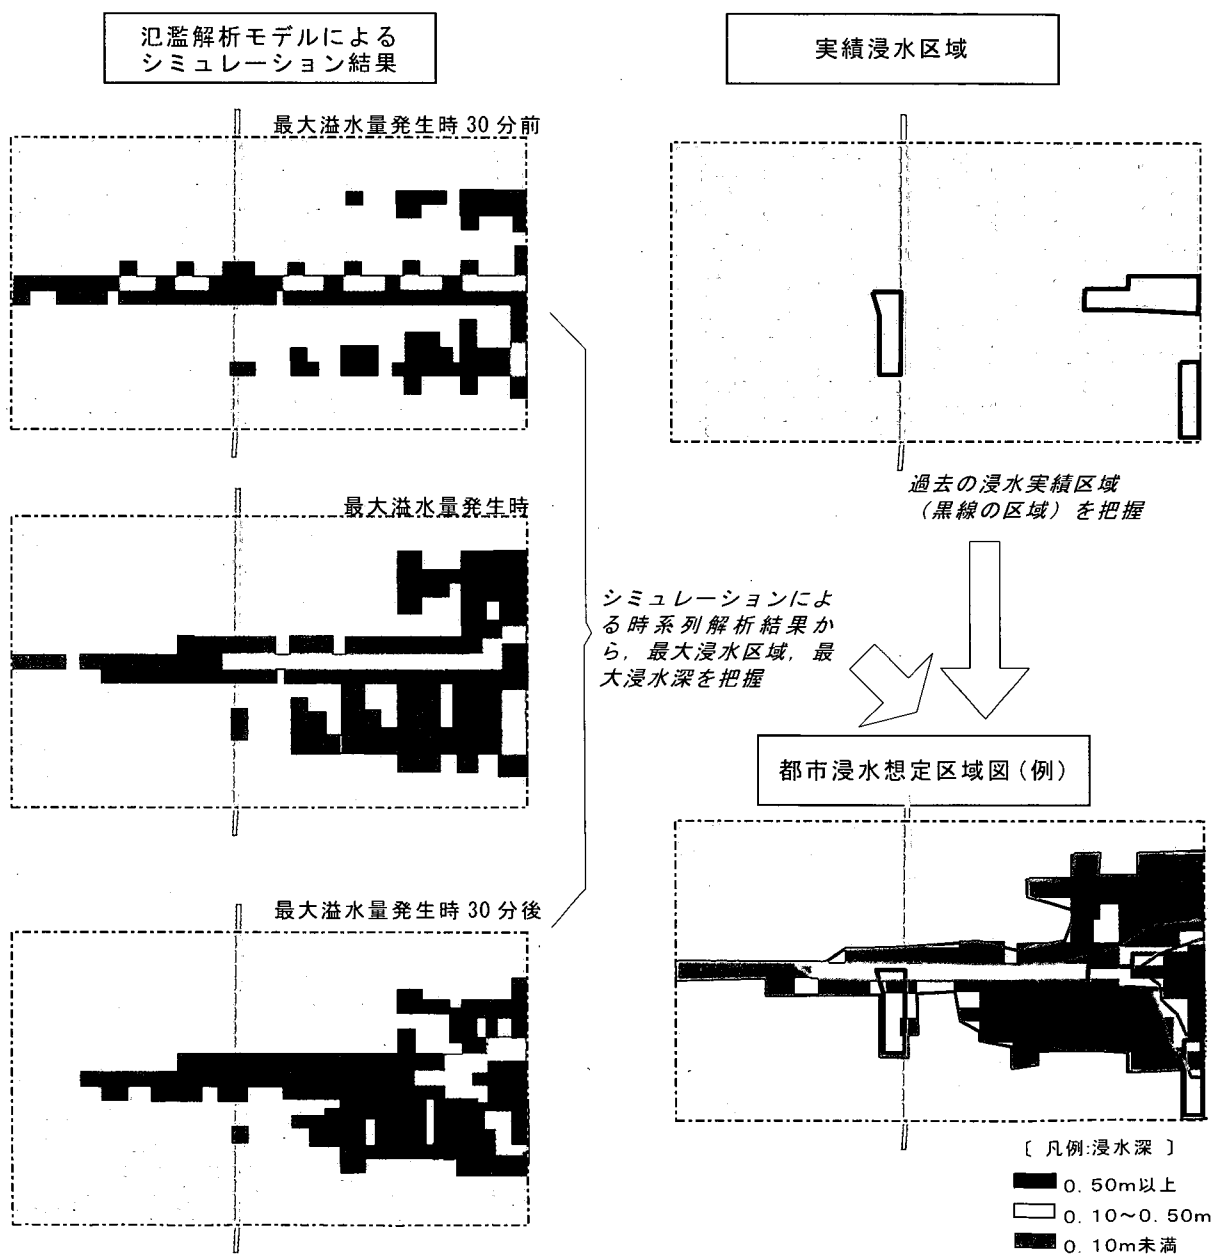 氾濫解析モデルによる
シミュレーション結果
最大溢水量発生時30分前
最大溢水量発生時
最大溢水量発生時30分後
シミュレーションによ
る時系列解析結果か
ら，最大浸水区域，最
大浸水深を把握
実績浸水区域
過去の浸水実績区域
（黒線の区域）を把握
都市浸水想定区域図（例）
〔 凡例:浸水深 〕
0．50m以上
0．10～0．50m
0．10m未満